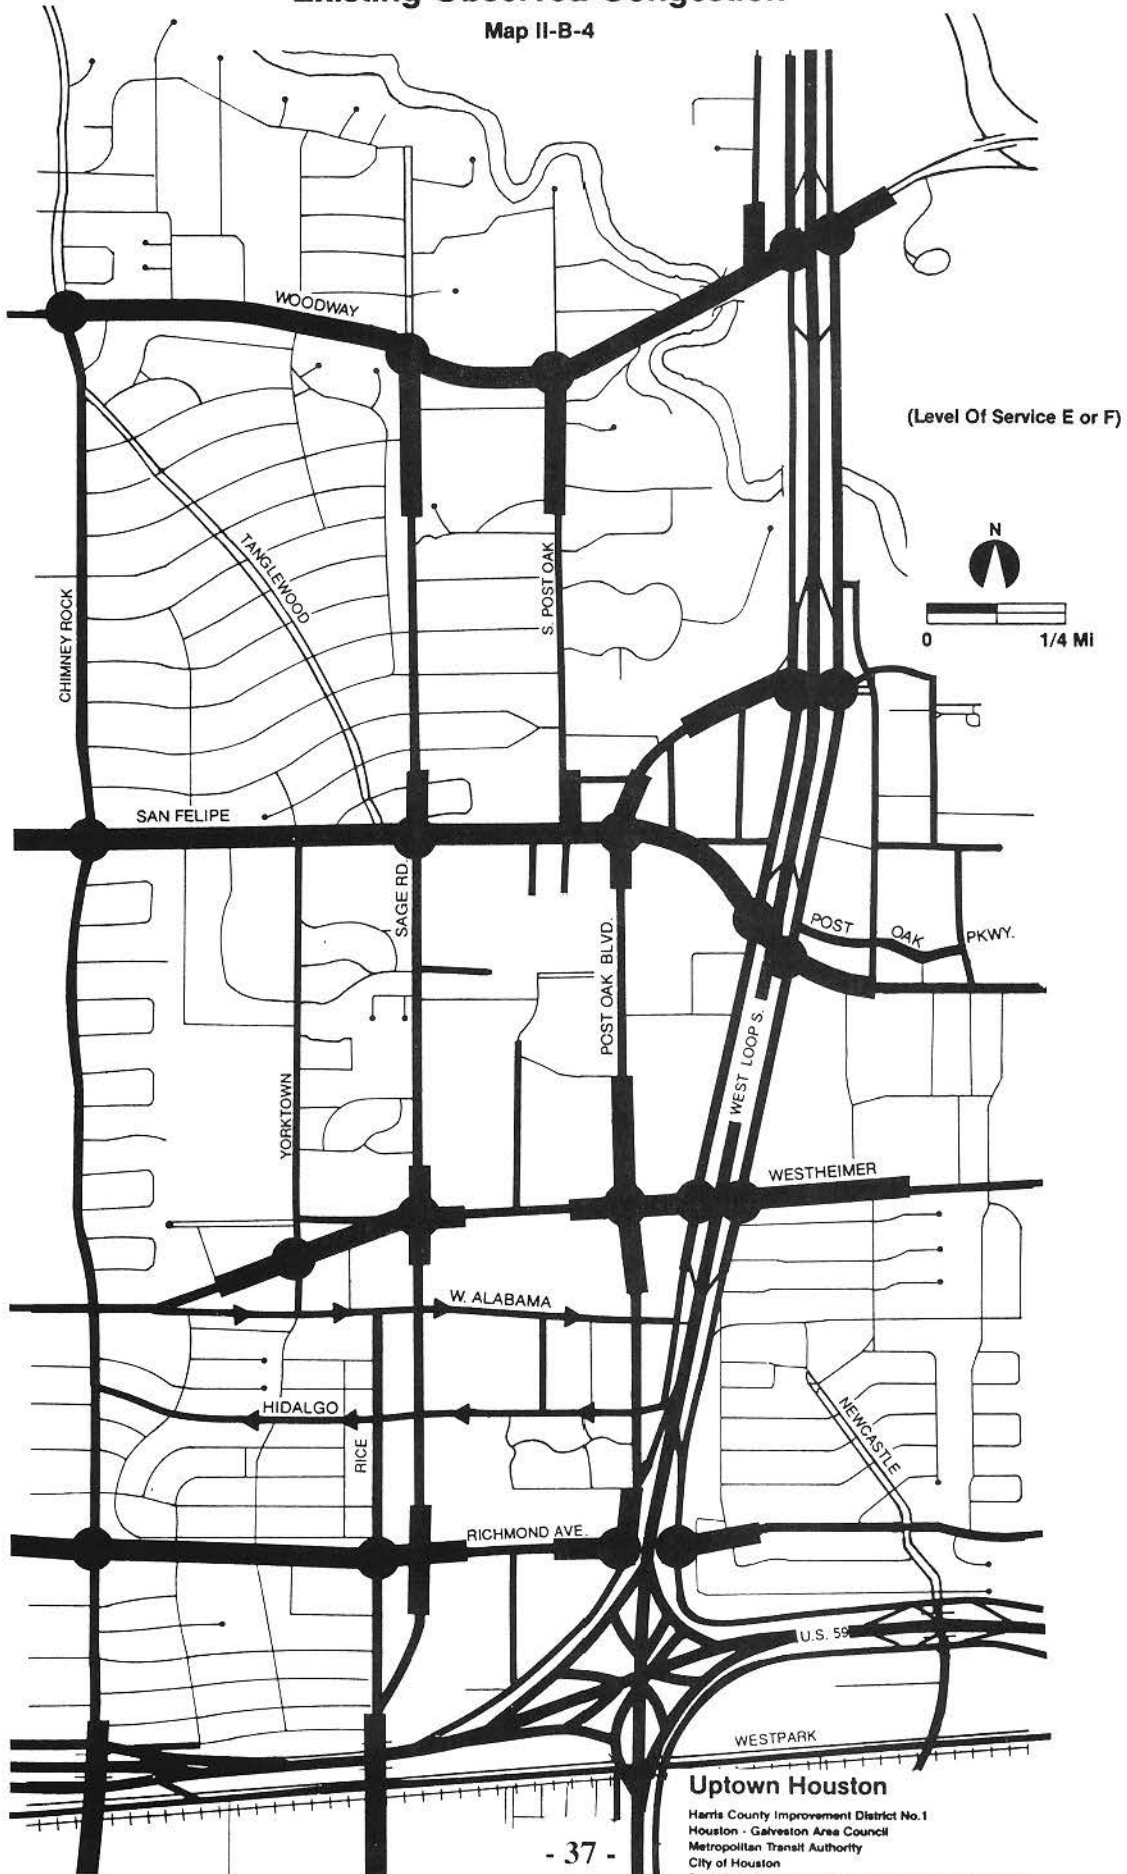 Existing Observed Congestion
Map II-B-4
WOODWAY
(Level Of Service E or F)
N
0 1/4 Mi
TANGLEWOOD
S. POST OAK
CHIMNEY ROCK
SAN FELIPE
SAGE RD.
POST OAK PKWY.
POST OAK BLVD.
WEST LOOP S.
YORKTOWN
WESTHEIMER
W. ALABAMA
HIDALGO
RICE
NEWCASTLE
RICHMOND AVE.
U.S. 59
WESTPARK
Uptown Houston
Harris County Improvement District No.1
Houston - Galveston Area Council
Metropolitan Transit Authority
City of Houston
- 37 -